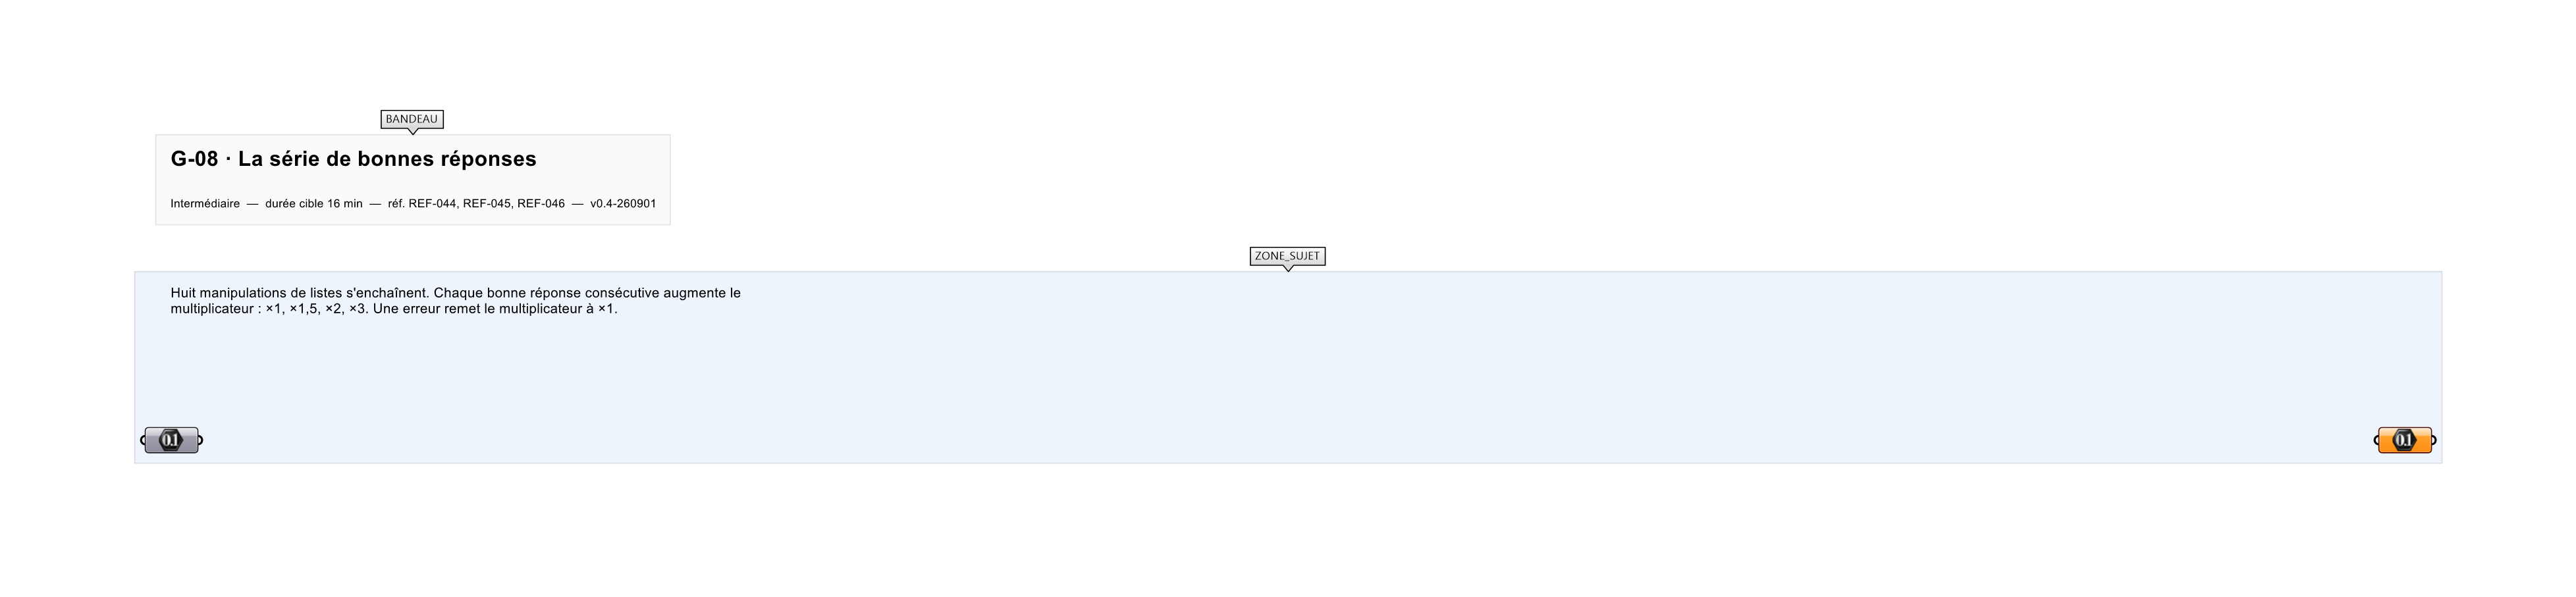 BANDEAU
G-08 · La série de bonnes réponses
Intermédiaire — durée cible 16 min — réf. REF-044, REF-045, REF-046 — v0.4-260901
ZONE_SUJET
Huit manipulations de listes s'enchaînent. Chaque bonne réponse consécutive augmente le
multiplicateur : ×1, ×1,5, ×2, ×3. Une erreur remet le multiplicateur à ×1.
0.1
0.1